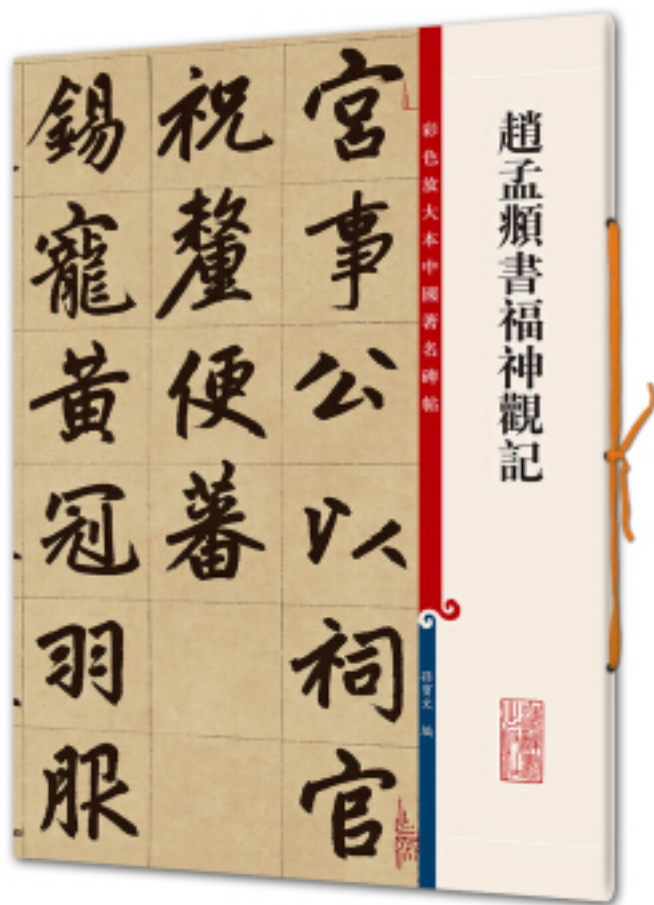 趙孟頫書福神觀記
彩色放大本中國著名碑帖
孫寶文 編
宮事公以祠官
祝釐便蕃
錫寵黃冠羽服